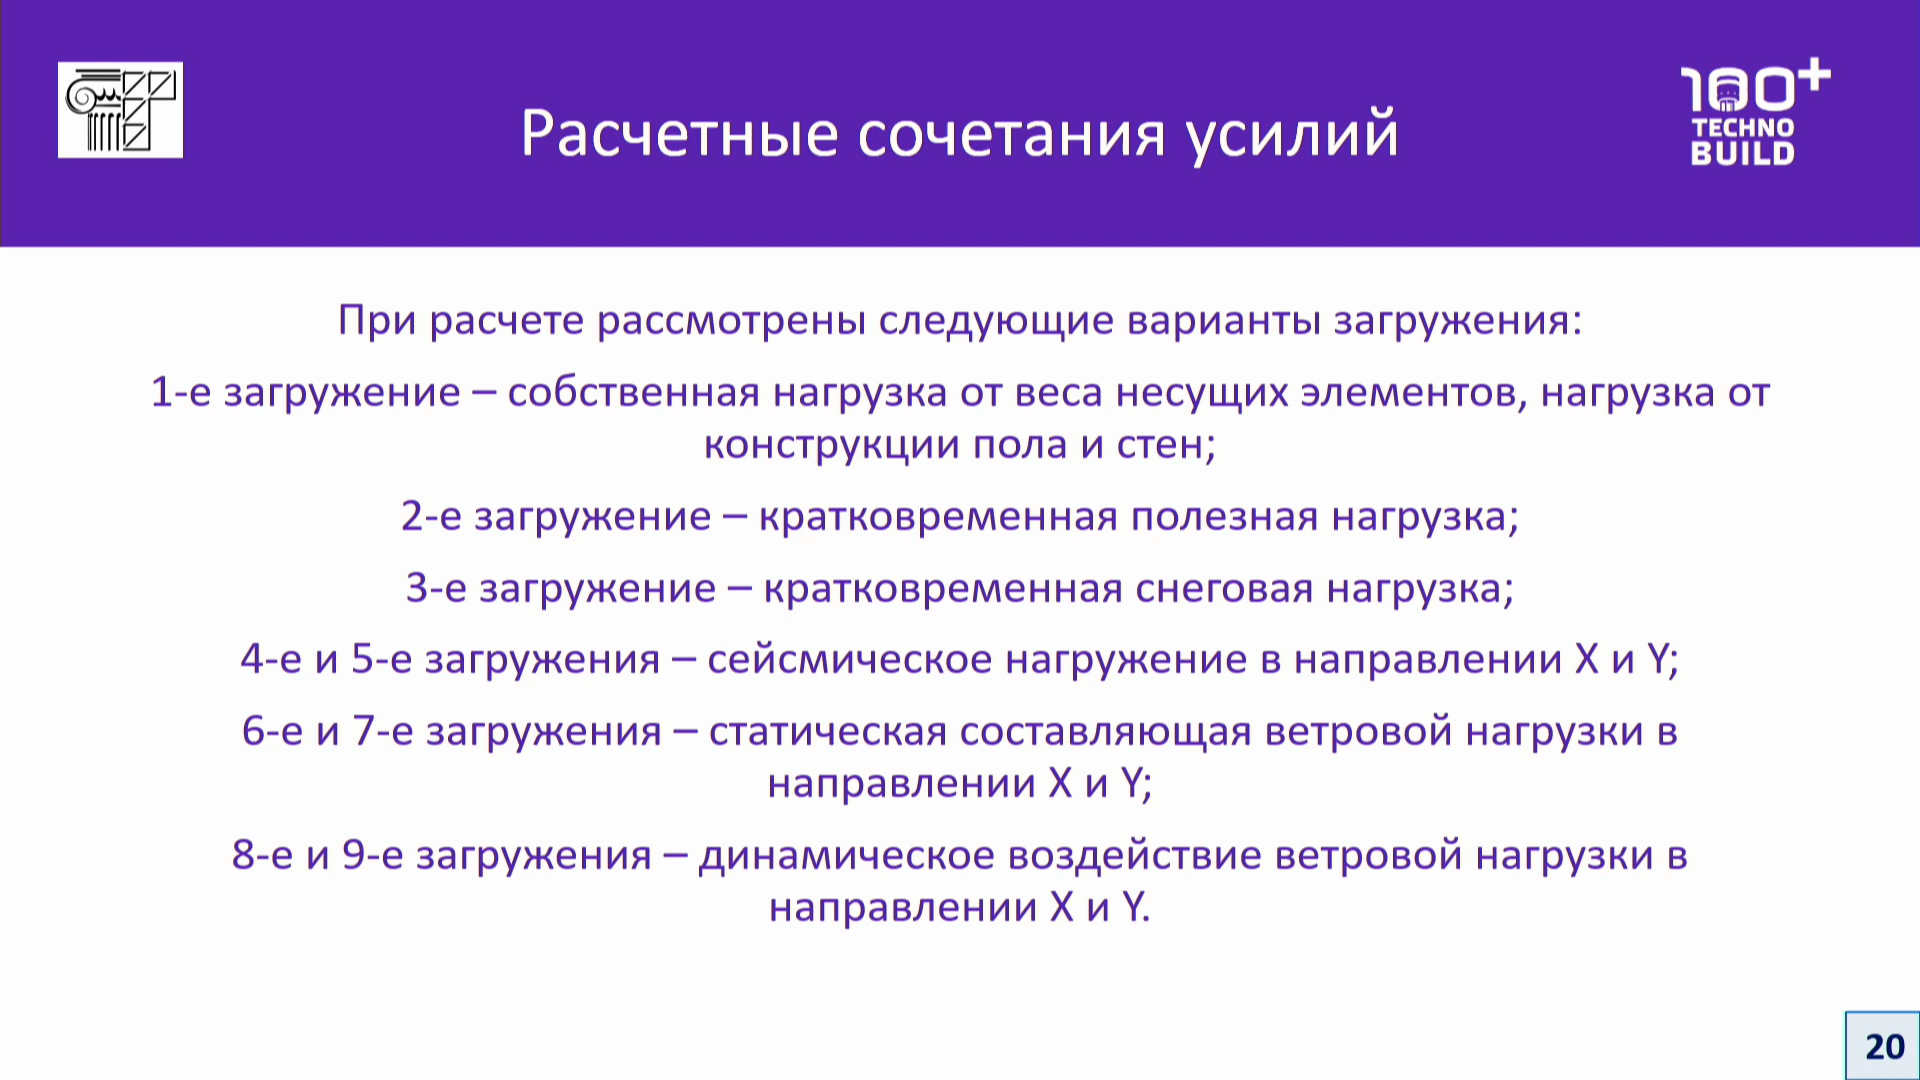 100+
TECHNO
BUILD
Расчетные сочетания усилий
При расчете рассмотрены следующие варианты загружения:
1-е загружение – собственная нагрузка от веса несущих элементов, нагрузка от
конструкции пола и стен;
2-е загружение – кратковременная полезная нагрузка;
3-е загружение – кратковременная снеговая нагрузка;
4-е и 5-е загружения – сейсмическое нагружение в направлении X и Y;
6-е и 7-е загружения – статическая составляющая ветровой нагрузки в
направлении X и Y;
8-е и 9-е загружения – динамическое воздействие ветровой нагрузки в
направлении X и Y.
20